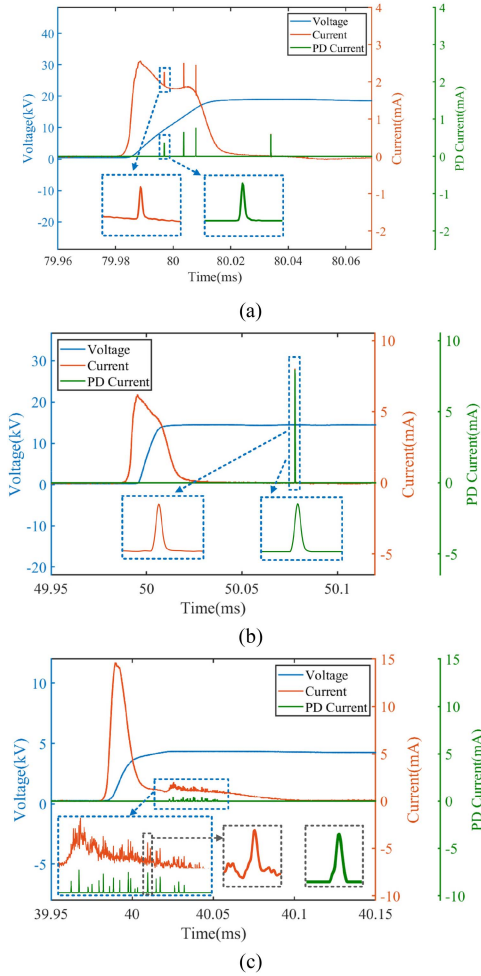 Voltage
Current
PD Current
40
30
20
10
0
-10
-20
Voltage(kV)
4
3
2
1
0
-1
-2
Current(mA)
4
3
2
1
0
-1
-2
PD Current(mA)
79.96 79.98 80 80.02 80.04 80.06
Time(ms)
(a)
Voltage
Current
PD Current
30
20
10
0
-10
-20
Voltage(kV)
10
5
0
-5
Current(mA)
10
5
0
-5
PD Current(mA)
49.95 50 50.05 50.1
Time(ms)
(b)
Voltage
Current
PD Current
10
5
0
-5
Voltage(kV)
15
10
5
0
-5
-10
Current(mA)
15
10
5
0
-5
-10
PD Current(mA)
39.95 40 40.05 40.1 40.15
Time(ms)
(c)